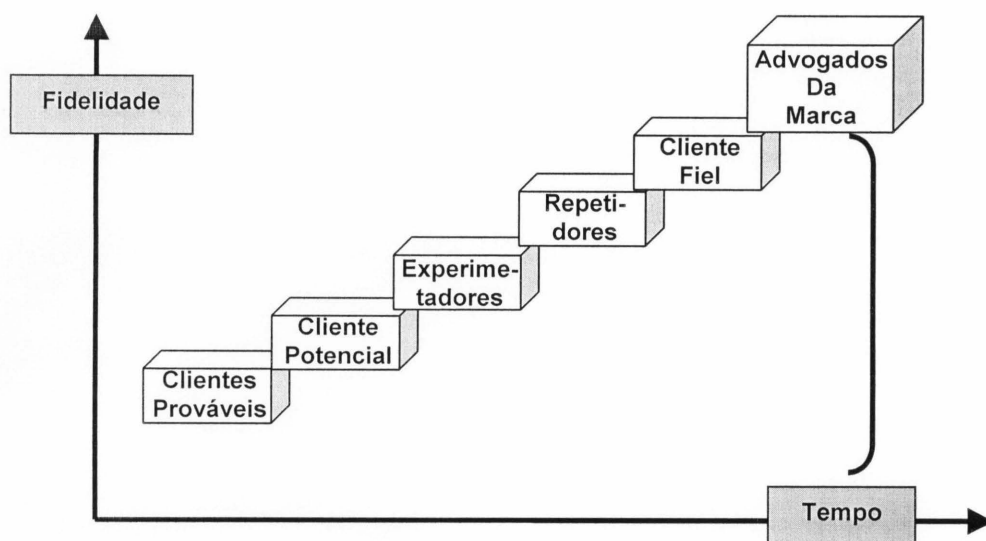 Advogados
Da
Marca
Fidelidade
Cliente
Fiel
Repeti-
dores
Experime-
tadores
Cliente
Potencial
Clientes
Prováveis
Tempo